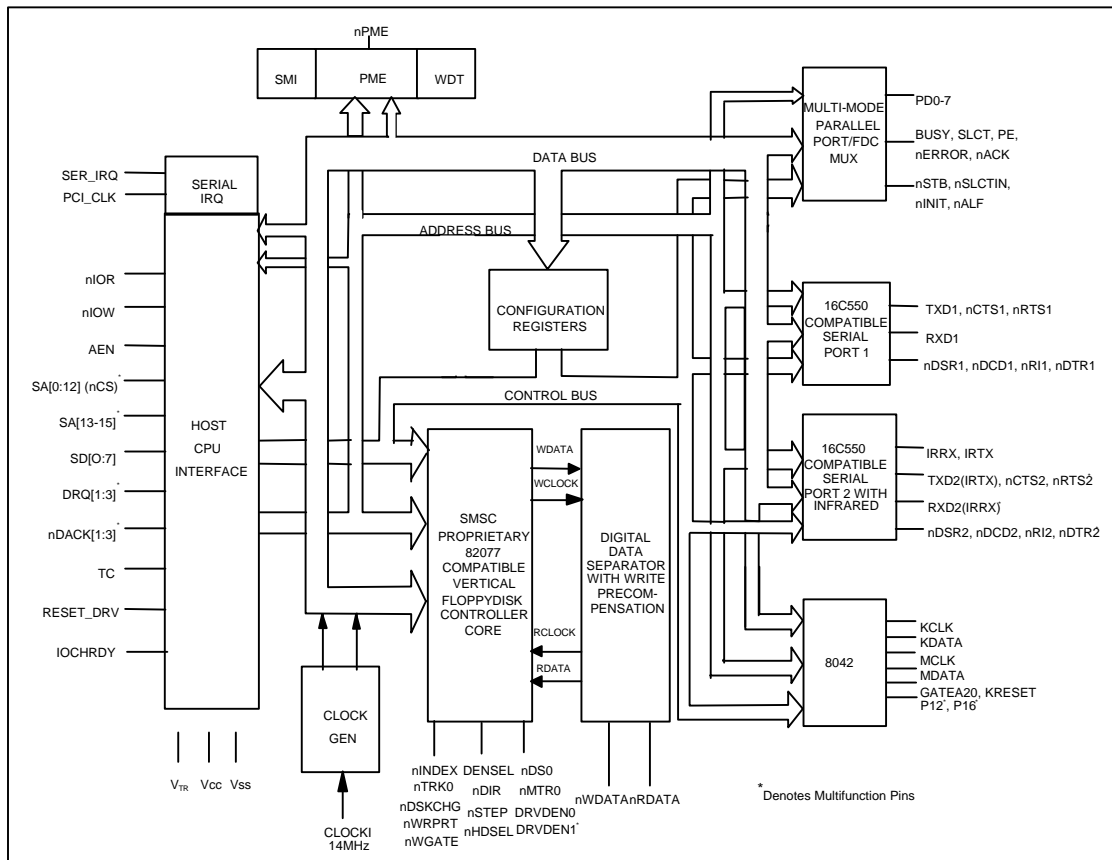 nPME
SMI
PME
WDT
MULTI-MODE
PARALLEL
PORT/FDC
MUX
PD0-7
BUSY, SLCT, PE,
nERROR, nACK
nSTB, nSLCTIN,
nINIT, nALF
DATA BUS
SER_IRQ
PCI_CLK
SERIAL
IRQ
ADDRESS BUS
nIOR
nIOW
AEN
SA[0:12] (nCS)*
SA[13-15]*
SD[O:7]
DRQ[1:3]*
nDACK[1:3]*
TC
RESET_DRV
IOCHRDY
HOST
CPU
INTERFACE
CONFIGURATION
REGISTERS
16C550
COMPATIBLE
SERIAL
PORT 1
TXD1, nCTS1, nRTS1
RXD1
nDSR1, nDCD1, nRI1, nDTR1
CONTROL BUS
16C550
COMPATIBLE
SERIAL
PORT 2 WITH
INFRARED
IRRX, IRTX
TXD2(IRTX), nCTS2, nRTS2*
RXD2(IRRX)*
nDSR2, nDCD2, nRI2, nDTR2*
WDATA
WCLOCK
SMSC
PROPRIETARY
82077
COMPATIBLE
VERTICAL
FLOPPYDISK
CONTROLLER
CORE
RCLOCK
RDATA
DIGITAL
DATA
SEPARATOR
WITH WRITE
PRECOM-
PENSATION
8042
KCLK
KDATA
MCLK
MDATA
GATEA20, KRESET
P12*, P16*
CLOCK
GEN
VTR
Vcc
Vss
CLOCKI
14MHz
nINDEX
nTRK0
nDSKCHG
nWRPRT
nWGATE
DENSEL
nDIR
nSTEP
nHDSEL
nDS0
nMTR0
DRVDEN0
DRVDEN1*
nWDATA
nRDATA
*Denotes Multifunction Pins